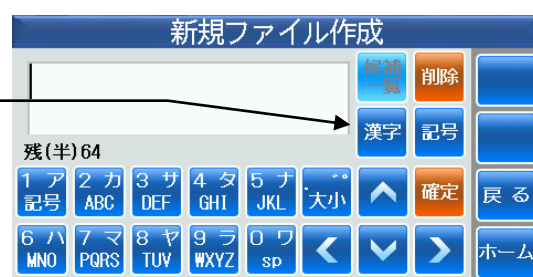 新規ファイル作成
候補一覧
削除
漢字
記号
残(半)64
1 ア 記号
2 カ ABC
3 サ DEF
4 タ GHI
5 ナ JKL
゛゜大小
確定
戻る
6 ハ MNO
7 マ PQRS
8 ヤ TUV
9 ラ WXYZ
0 ワ sp
ホーム